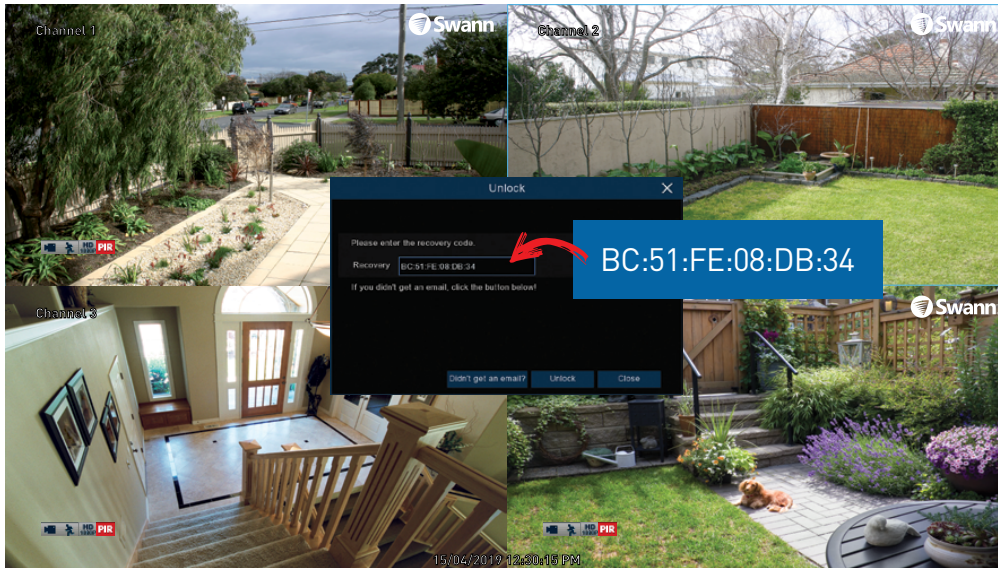 Channel 1
Swann
Channel 2
Swann
HD
1080P
PIR
Unlock
Please enter the recovery code.
Recovery
BC:51:FE:08:DB:34
BC:51:FE:08:DB:34
If you didn't get an email, click the button below!
Didn't get an email?
Unlock
Close
Channel 3
Swann
HD
1080P
PIR
HD
1080P
PIR
15/04/2019 12:30:15 PM